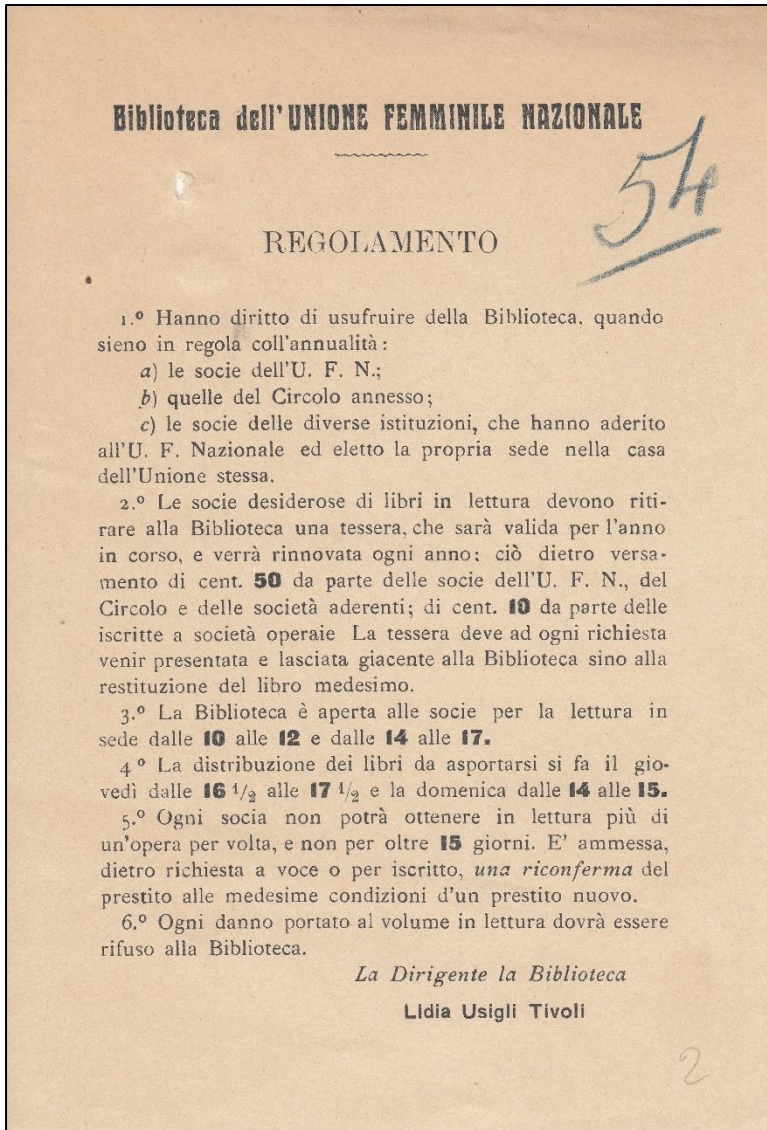 Biblioteca dell'UNIONE FEMMINILE NAZIONALE
54
REGOLAMENTO
1.º Hanno diritto di usufruire della Biblioteca, quando
sieno in regola coll'annualità:
a) le socie dell'U. F. N.;
b) quelle del Circolo annesso;
c) le socie delle diverse istituzioni, che hanno aderito
all'U. F. Nazionale ed eletto la propria sede nella casa
dell'Unione stessa.
2.º Le socie desiderose di libri in lettura devono riti-
rare alla Biblioteca una tessera, che sarà valida per l'anno
in corso, e verrà rinnovata ogni anno; ciò dietro versa-
mento di cent. 50 da parte delle socie dell'U. F. N., del
Circolo e delle società aderenti; di cent. 10 da parte delle
iscritte a società operaie La tessera deve ad ogni richiesta
venir presentata e lasciata giacente alla Biblioteca sino alla
restituzione del libro medesimo.
3.º La Biblioteca è aperta alle socie per la lettura in
sede dalle 10 alle 12 e dalle 14 alle 17.
4º La distribuzione dei libri da asportarsi si fa il gio-
vedì dalle 16 1/2 alle 17 1/2 e la domenica dalle 14 alle 15.
5.º Ogni socia non potrà ottenere in lettura più di
un'opera per volta, e non per oltre 15 giorni. E' ammessa,
dietro richiesta a voce o per iscritto, una riconferma del
prestito alle medesime condizioni d'un prestito nuovo.
6.º Ogni danno portato al volume in lettura dovrà essere
rifuso alla Biblioteca.
La Dirigente la Biblioteca
Lidia Usigli Tivoli
2